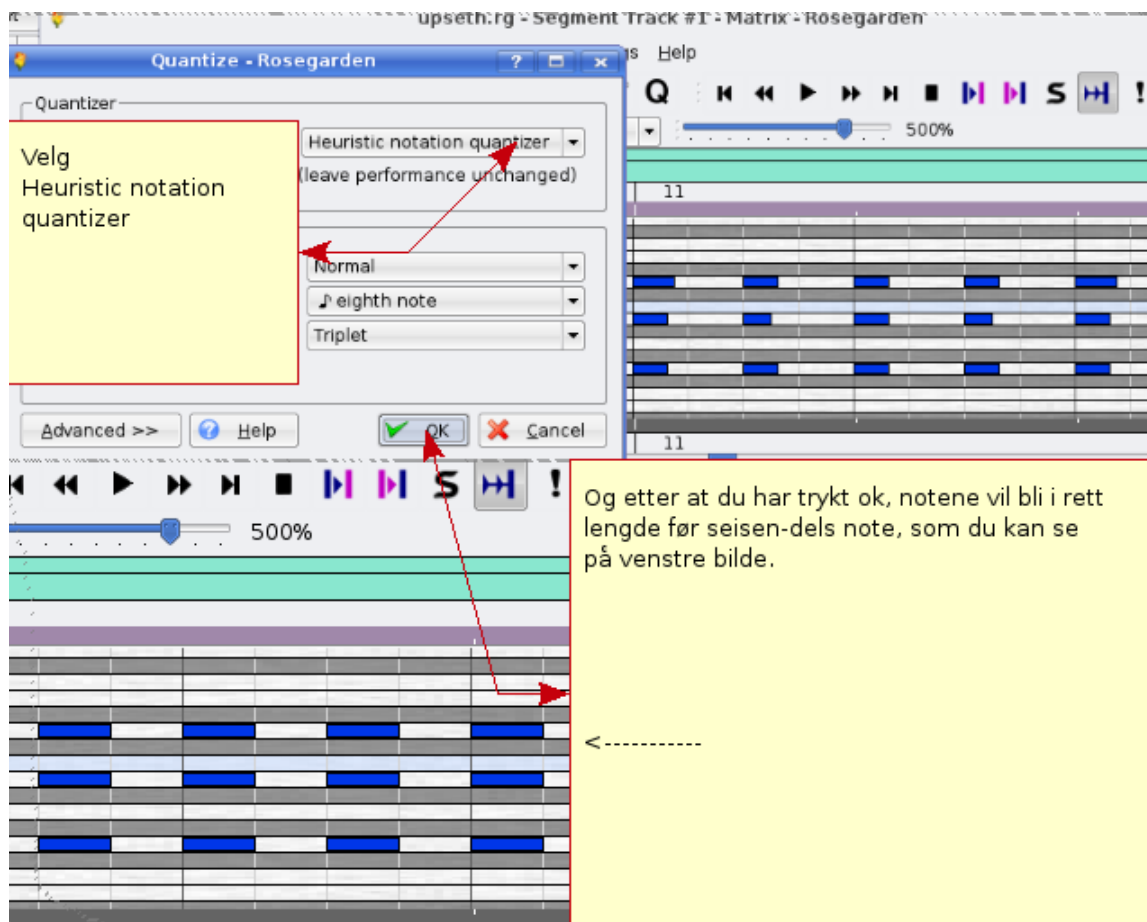 upseth.rg - Segment Track #1 - Matrix - Rosegarden
Quantize - Rosegarden
?
gs Help
Quantizer
Q
S
!
Heuristic notation quantizer
500%
(leave performance unchanged)
Velg
Heuristic notation
quantizer
11
Normal
♪ eighth note
Triplet
Advanced >>
Help
OK
Cancel
11
S
!
500%
Og etter at du har trykt ok, notene vil bli i rett
lengde før seisen-dels note, som du kan se
på venstre bilde.
<-----------